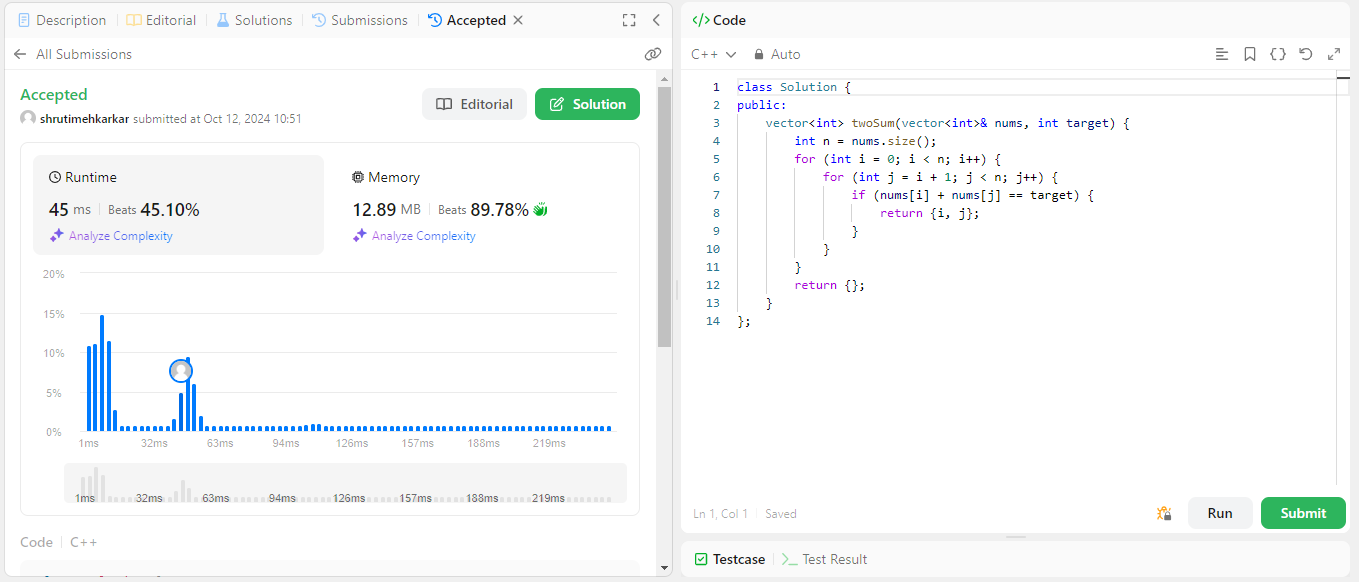 Description Editorial Solutions Submissions Accepted
All Submissions
Accepted
shrutimehkarkar submitted at Oct 12, 2024 10:51
Editorial
Solution
Runtime
45 ms Beats 45.10%
Analyze Complexity
Memory
12.89 MB Beats 89.78%
Analyze Complexity
20%
15%
10%
5%
0%
1ms 32ms 63ms 94ms 126ms 157ms 188ms 219ms
1ms 32ms 63ms 94ms 126ms 157ms 188ms 219ms
Code C++
</> Code
C++ Auto
1 class Solution {
2 public:
3     vector<int> twoSum(vector<int>& nums, int target) {
4         int n = nums.size();
5         for (int i = 0; i < n; i++) {
6             for (int j = i + 1; j < n; j++) {
7                 if (nums[i] + nums[j] == target) {
8                     return {i, j};
9                 }
10             }
11         }
12         return {};
13     }
14 };
Ln 1, Col 1 Saved
Run
Submit
Testcase Test Result